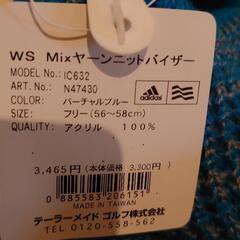 WS Mixヤーンニットバイザー
MODEL No.: IC632
ART. No.: N47430
COLOR: バーチャルブルー
SIZE: フリー(56~58cm)
QUALITY: アクリル 100%
adidas
3,465円(本体価格 3,300円)
0 885583 206151
MADE IN TAIWAN
テーラーメイド ゴルフ株式会社
TEL 0120-558-562